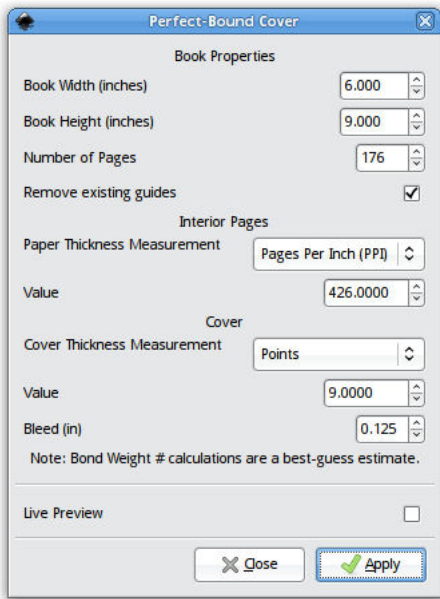 Perfect-Bound Cover
Book Properties
Book Width (inches) 6.000
Book Height (inches) 9.000
Number of Pages 176
Remove existing guides
Interior Pages
Paper Thickness Measurement Pages Per Inch (PPI)
Value 426.0000
Cover
Cover Thickness Measurement Points
Value 9.0000
Bleed (in) 0.125
Note: Bond Weight # calculations are a best-guess estimate.
Live Preview
Close Apply